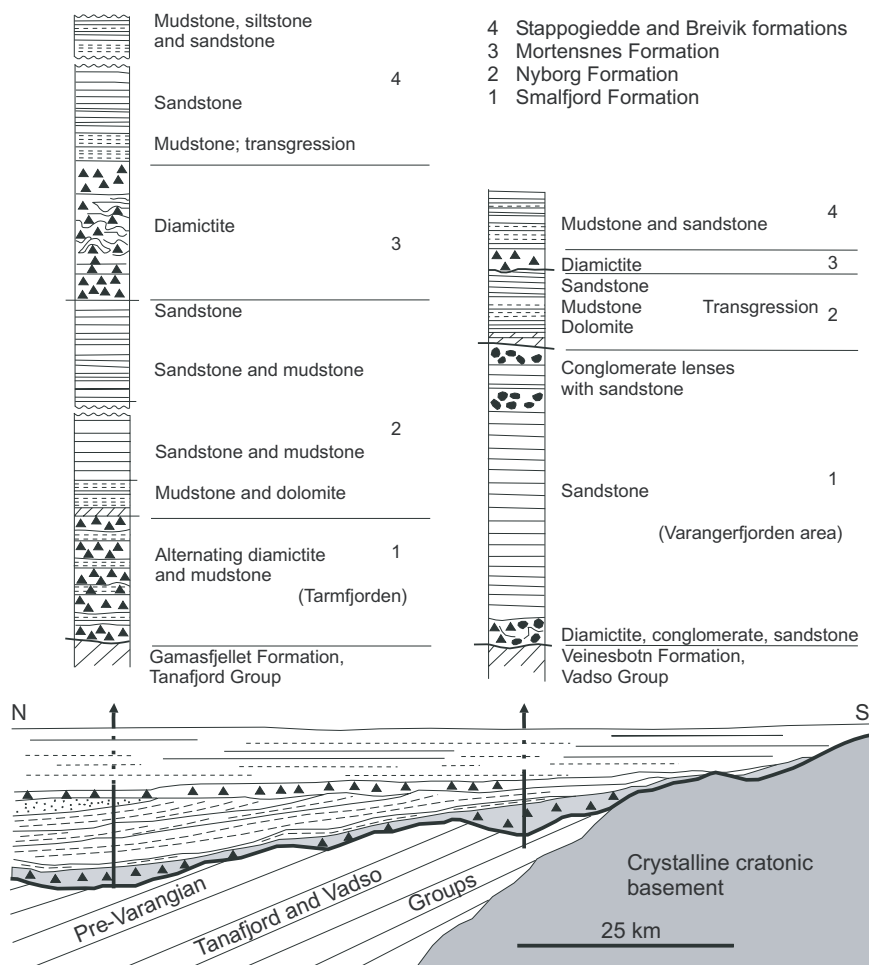 Mudstone, siltstone
and sandstone
4
Sandstone
Mudstone; transgression
Diamictite
3
Sandstone
Sandstone and mudstone
2
Sandstone and mudstone
Mudstone and dolomite
Alternating diamictite
and mudstone
1
(Tarmfjorden)
Gamasfjellet Formation,
Tanafjord Group
4 Stappogiedde and Breivik formations
3 Mortensnes Formation
2 Nyborg Formation
1 Smalfjord Formation
Mudstone and sandstone
4
Diamictite 3
Sandstone
Mudstone Transgression 2
Dolomite
Conglomerate lenses
with sandstone
Sandstone
1
(Varangerfjorden area)
Diamictite, conglomerate, sandstone
Veinesbotn Formation,
Vadso Group
N S
Pre-Varangian
Tanafjord and Vadso
Groups
Crystalline cratonic
basement
25 km